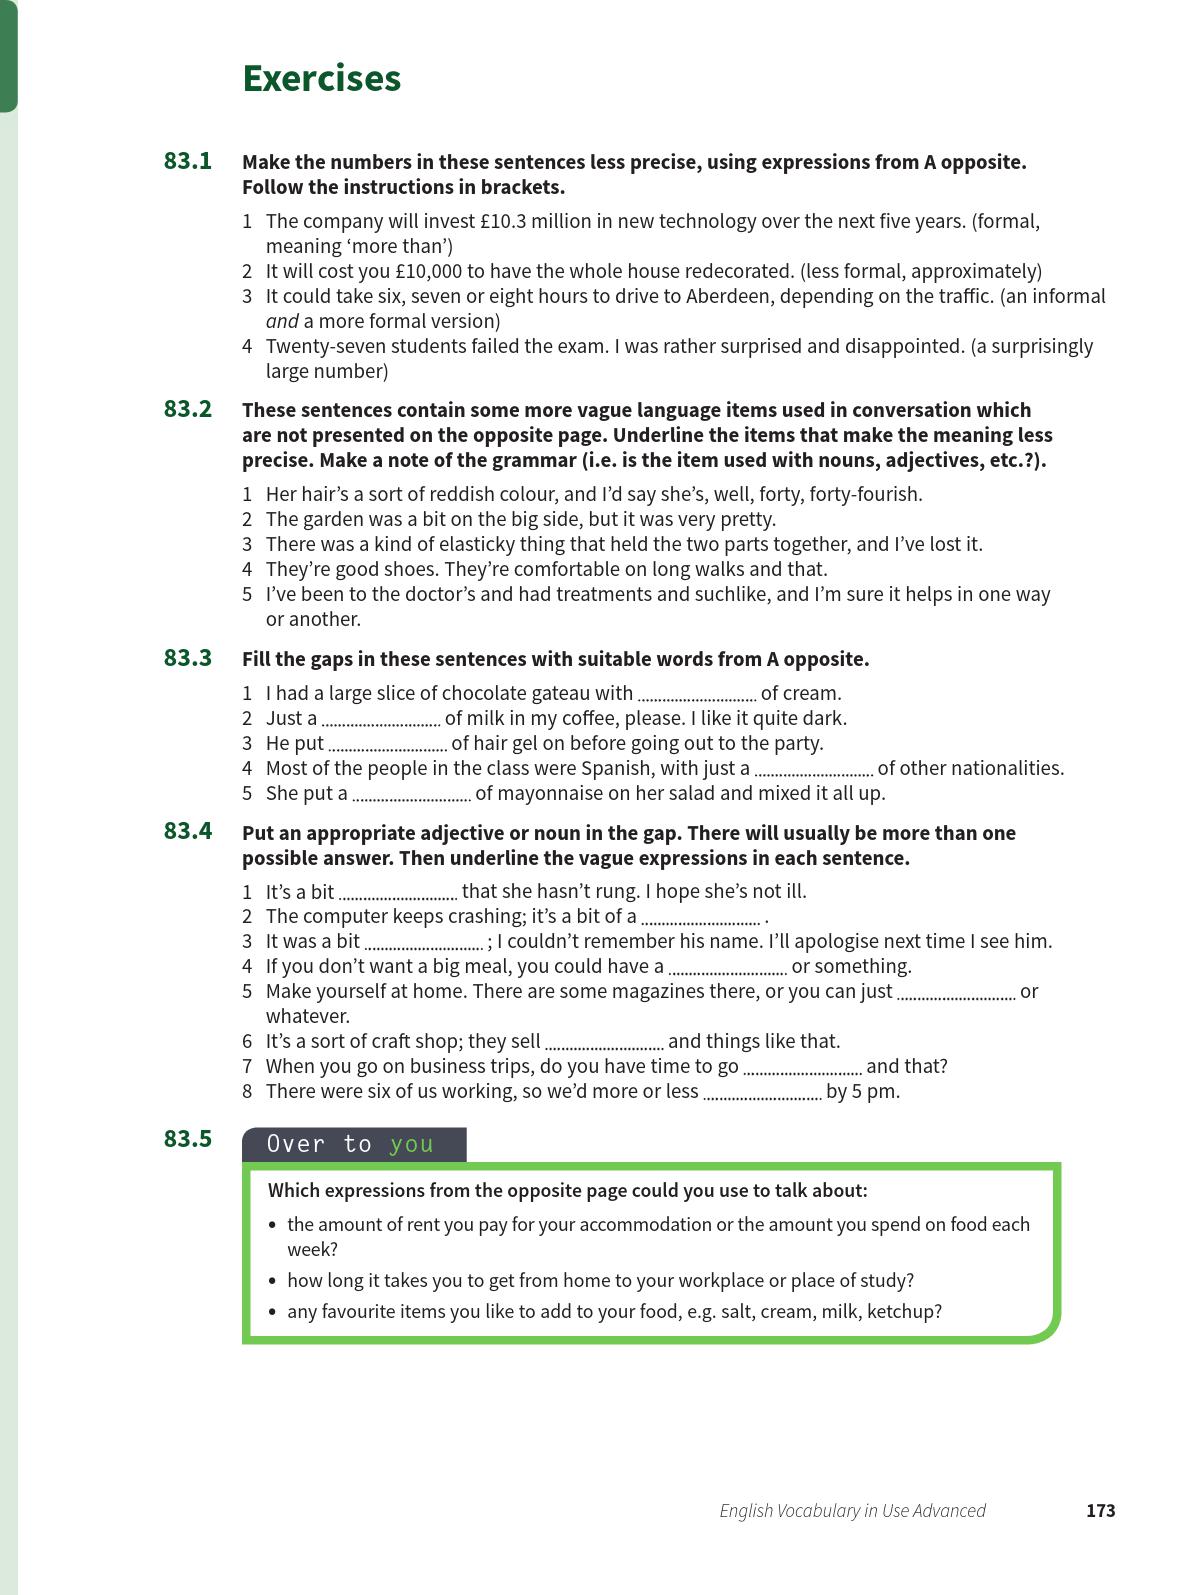 Exercises
83.1 Make the numbers in these sentences less precise, using expressions from A opposite.
Follow the instructions in brackets.
1 The company will invest £10.3 million in new technology over the next five years. (formal,
meaning ‘more than’)
2 It will cost you £10,000 to have the whole house redecorated. (less formal, approximately)
3 It could take six, seven or eight hours to drive to Aberdeen, depending on the traffic. (an informal
and a more formal version)
4 Twenty-seven students failed the exam. I was rather surprised and disappointed. (a surprisingly
large number)
83.2 These sentences contain some more vague language items used in conversation which
are not presented on the opposite page. Underline the items that make the meaning less
precise. Make a note of the grammar (i.e. is the item used with nouns, adjectives, etc.?).
1 Her hair’s a sort of reddish colour, and I’d say she’s, well, forty, forty-fourish.
2 The garden was a bit on the big side, but it was very pretty.
3 There was a kind of elasticky thing that held the two parts together, and I’ve lost it.
4 They’re good shoes. They’re comfortable on long walks and that.
5 I’ve been to the doctor’s and had treatments and suchlike, and I’m sure it helps in one way
or another.
83.3 Fill the gaps in these sentences with suitable words from A opposite.
1 I had a large slice of chocolate gateau with ............................. of cream.
2 Just a ............................. of milk in my coffee, please. I like it quite dark.
3 He put ............................. of hair gel on before going out to the party.
4 Most of the people in the class were Spanish, with just a ............................. of other nationalities.
5 She put a ............................. of mayonnaise on her salad and mixed it all up.
83.4 Put an appropriate adjective or noun in the gap. There will usually be more than one
possible answer. Then underline the vague expressions in each sentence.
1 It’s a bit ............................. that she hasn’t rung. I hope she’s not ill.
2 The computer keeps crashing; it’s a bit of a ............................. .
3 It was a bit ............................. ; I couldn’t remember his name. I’ll apologise next time I see him.
4 If you don’t want a big meal, you could have a ............................. or something.
5 Make yourself at home. There are some magazines there, or you can just ............................. or
whatever.
6 It’s a sort of craft shop; they sell ............................. and things like that.
7 When you go on business trips, do you have time to go ............................. and that?
8 There were six of us working, so we’d more or less ............................. by 5 pm.
83.5 Over to you
Which expressions from the opposite page could you use to talk about:
• the amount of rent you pay for your accommodation or the amount you spend on food each
week?
• how long it takes you to get from home to your workplace or place of study?
• any favourite items you like to add to your food, e.g. salt, cream, milk, ketchup?
English Vocabulary in Use Advanced 173